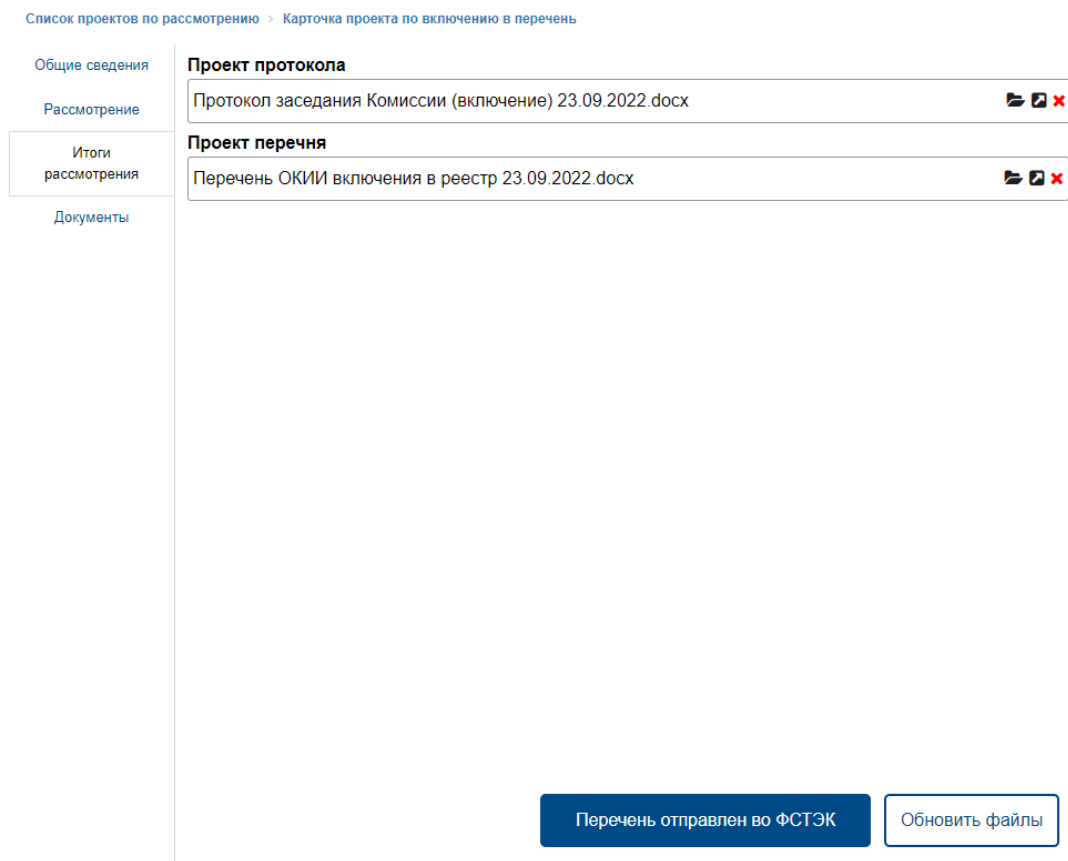 Список проектов по рассмотрению > Карточка проекта по включению в перечень
Общие сведения
Рассмотрение
Итоги
рассмотрения
Документы
Проект протокола
Протокол заседания Комиссии (включение) 23.09.2022.docx
Проект перечня
Перечень ОКИИ включения в реестр 23.09.2022.docx
Перечень отправлен во ФСТЭК
Обновить файлы